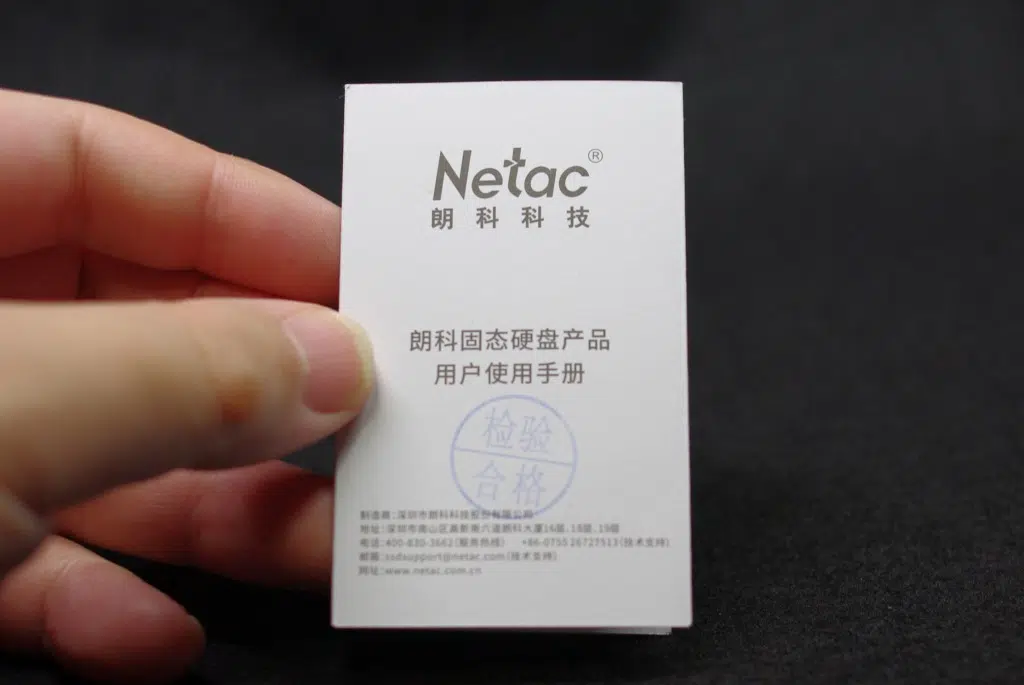 Netac®
朗科科技
朗科固态硬盘产品
用户使用手册
检验
合格
制造商:深圳市朗科科技股份有限公司
地址:深圳市南山区高新南六道朗科大厦16层、18层、19层
电话:400-830-3662(服务热线) +86-0755 26727513(技术支持)
邮箱:ssdsupport@netac.com(技术支持)
网址:www.netac.com.cn